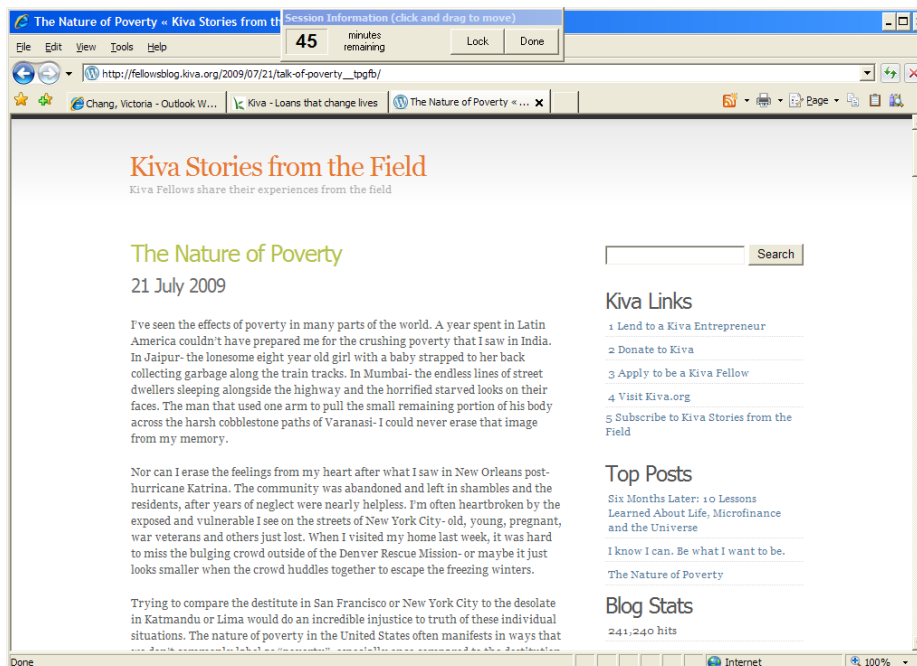 The Nature of Poverty « Kiva Stories from th
Session Information (click and drag to move)
45
minutes
remaining
Lock
Done
File Edit View Tools Help
http://fellowsblog.kiva.org/2009/07/21/talk-of-poverty__tpgfb/
Chang, Victoria - Outlook W...
Kiva - Loans that change lives
The Nature of Poverty « ...
Page
Kiva Stories from the Field
Kiva Fellows share their experiences from the field
The Nature of Poverty
21 July 2009
I've seen the effects of poverty in many parts of the world. A year spent in Latin
America couldn't have prepared me for the crushing poverty that I saw in India.
In Jaipur- the lonesome eight year old girl with a baby strapped to her back
collecting garbage along the train tracks. In Mumbai- the endless lines of street
dwellers sleeping alongside the highway and the horrified starved looks on their
faces. The man that used one arm to pull the small remaining portion of his body
across the harsh cobblestone paths of Varanasi- I could never erase that image
from my memory.
Nor can I erase the feelings from my heart after what I saw in New Orleans post-
hurricane Katrina. The community was abandoned and left in shambles and the
residents, after years of neglect were nearly helpless. I'm often heartbroken by the
exposed and vulnerable I see on the streets of New York City- old, young, pregnant,
war veterans and others just lost. When I visited my home last week, it was hard
to miss the bulging crowd outside of the Denver Rescue Mission- or maybe it just
looks smaller when the crowd huddles together to escape the freezing winters.
Trying to compare the destitute in San Francisco or New York City to the desolate
in Katmandu or Lima would do an incredible injustice to truth of these individual
situations. The nature of poverty in the United States often manifests in ways that
we don't commonly label as "poverty", especially once compared to the destitution
Search
Kiva Links
1 Lend to a Kiva Entrepreneur
2 Donate to Kiva
3 Apply to be a Kiva Fellow
4 Visit Kiva.org
5 Subscribe to Kiva Stories from the
Field
Top Posts
Six Months Later: 10 Lessons
Learned About Life, Microfinance
and the Universe
I know I can. Be what I want to be.
The Nature of Poverty
Blog Stats
241,240 hits
Done
Internet
100%